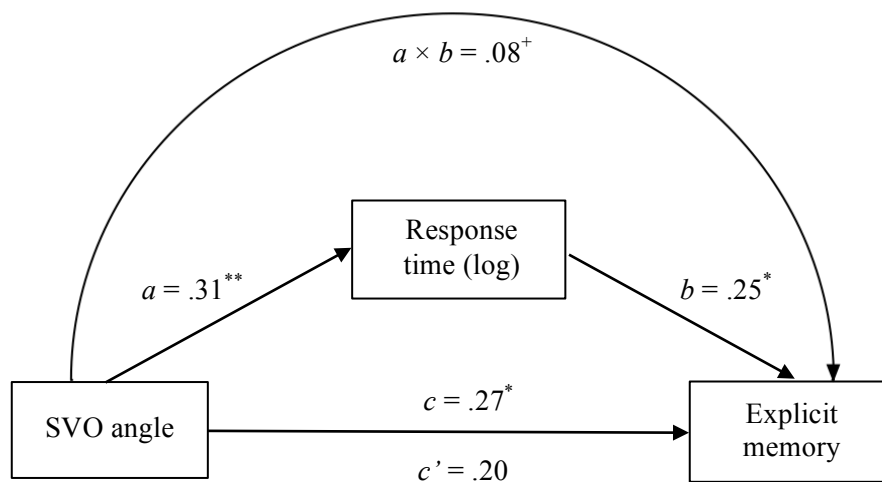 a × b = .08⁺
Response
time (log)
a = .31**
b = .25*
SVO angle
c = .27*
c’ = .20
Explicit
memory